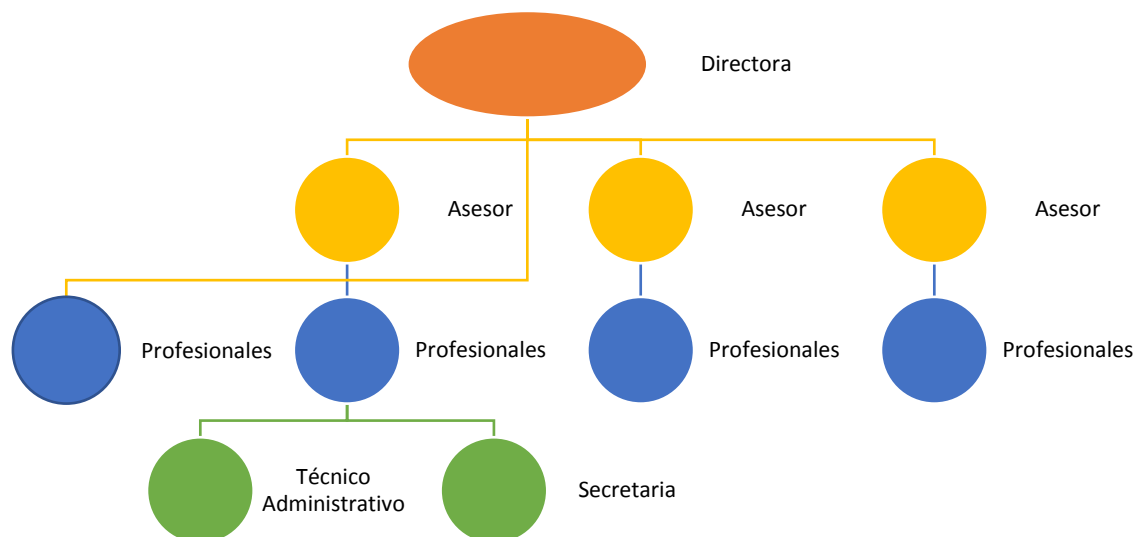 Directora
Asesor
Asesor
Asesor
Profesionales
Profesionales
Profesionales
Profesionales
Técnico
Administrativo
Secretaria